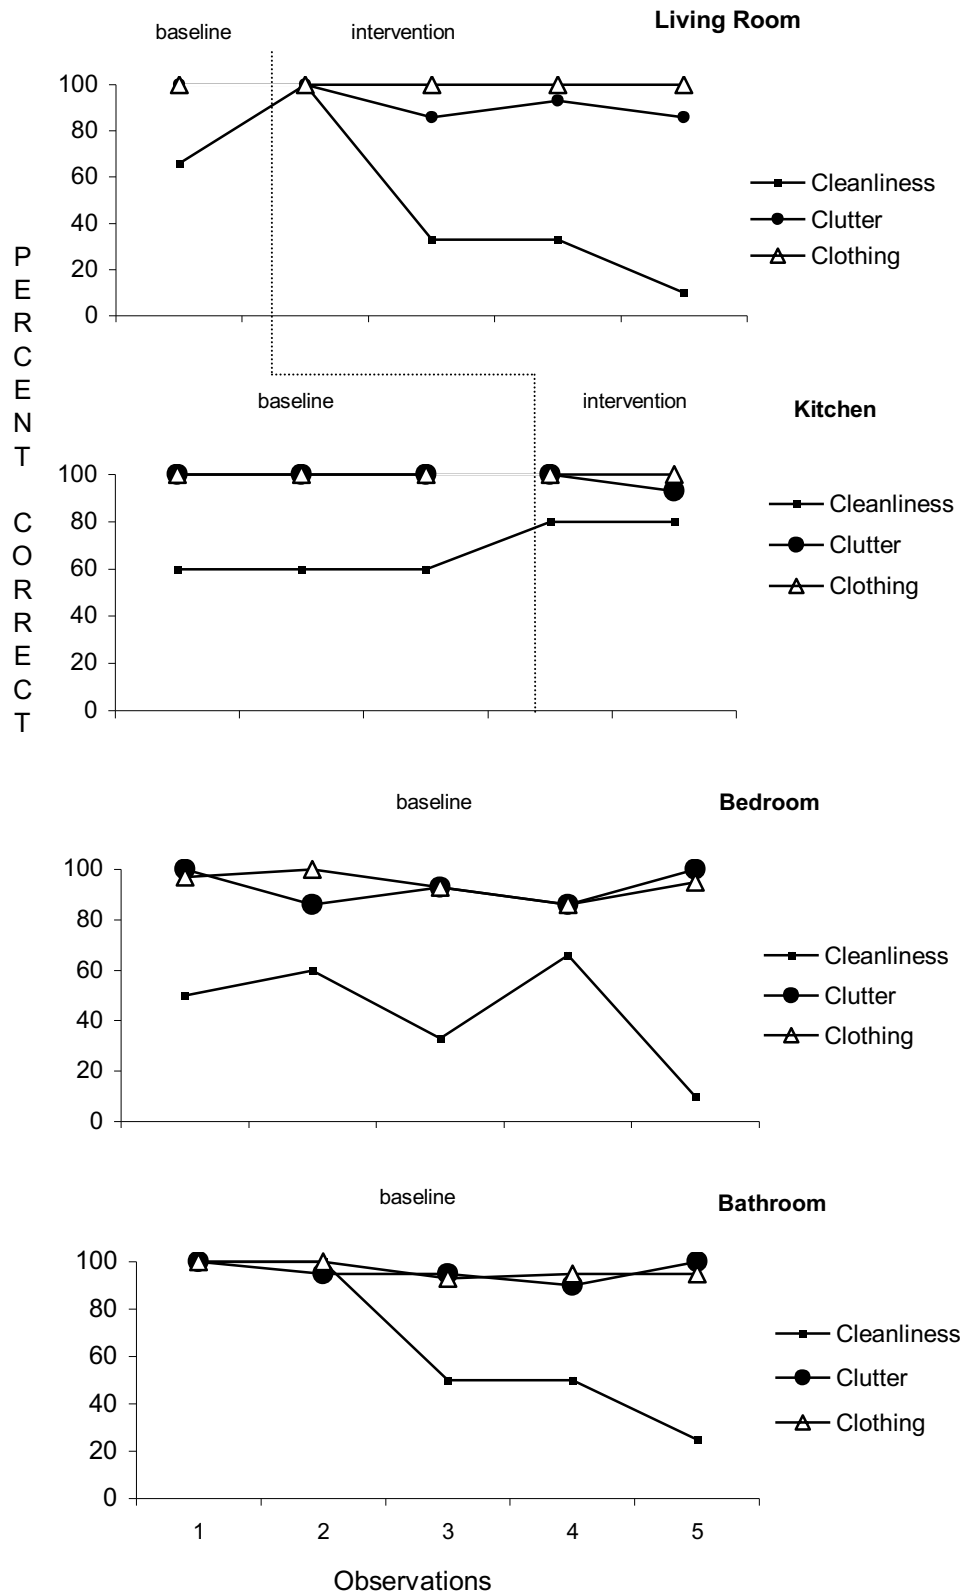 Living Room
baseline
intervention
100
80
60
40
20
0
Cleanliness
Clutter
Clothing
PERCENT CORRECT
baseline
intervention
Kitchen
100
80
60
40
20
0
Cleanliness
Clutter
Clothing
baseline
Bedroom
100
80
60
40
20
0
Cleanliness
Clutter
Clothing
baseline
Bathroom
100
80
60
40
20
0
Cleanliness
Clutter
Clothing
1 2 3 4 5
Observations